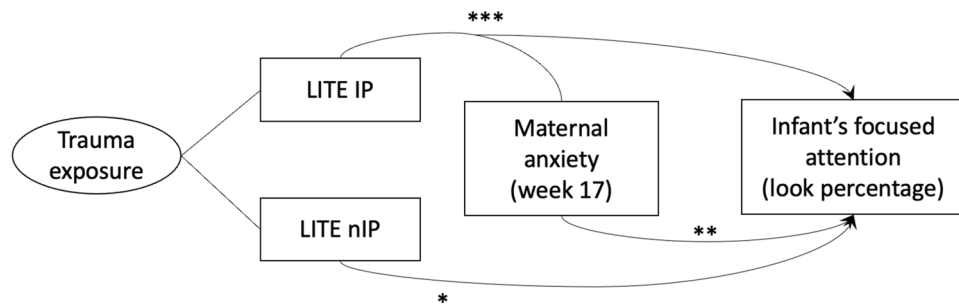 ***
LITE IP
Trauma
exposure
Maternal
anxiety
(week 17)
Infant’s focused
attention
(look percentage)
LITE nIP
**
*